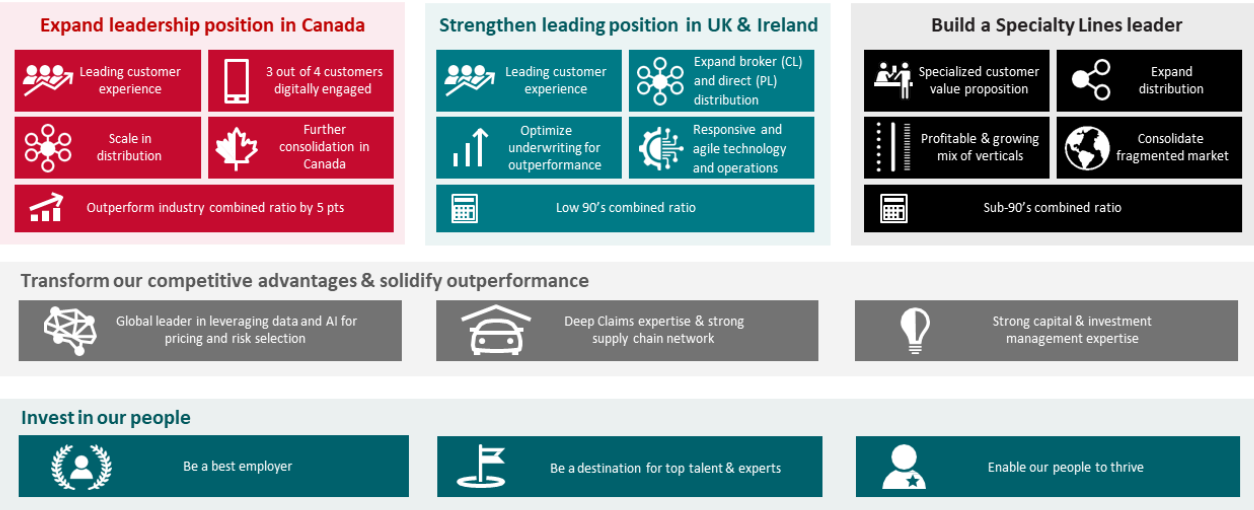 Expand leadership position in Canada
Leading customer
experience
3 out of 4 customers
digitally engaged
Scale in
distribution
Further
consolidation in
Canada
Outperform industry combined ratio by 5 pts
Strengthen leading position in UK & Ireland
Leading customer
experience
Expand broker (CL)
and direct (PL)
distribution
Optimize
underwriting for
outperformance
Responsive and
agile technology
and operations
Low 90's combined ratio
Build a Specialty Lines leader
Specialized customer
value proposition
Expand
distribution
Profitable & growing
mix of verticals
Consolidate
fragmented market
Sub-90's combined ratio
Transform our competitive advantages & solidify outperformance
Global leader in leveraging data and AI for
pricing and risk selection
Deep Claims expertise & strong
supply chain network
Strong capital & investment
management expertise
Invest in our people
Be a best employer
Be a destination for top talent & experts
Enable our people to thrive